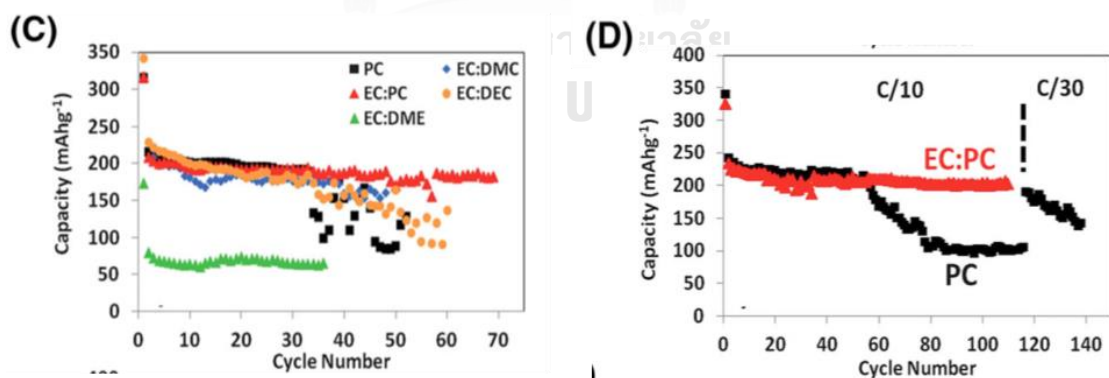 (C)
Capacity (mAhg-1)
350
300
250
200
150
100
50
0
PC
EC:DMC
EC:PC
EC:DEC
EC:DME
0 10 20 30 40 50 60 70
Cycle Number
(D)
Capacity (mAhg-1)
400
350
300
250
200
150
100
50
0
C/10
C/30
EC:PC
PC
0 20 40 60 80 100 120 140
Cycle Number